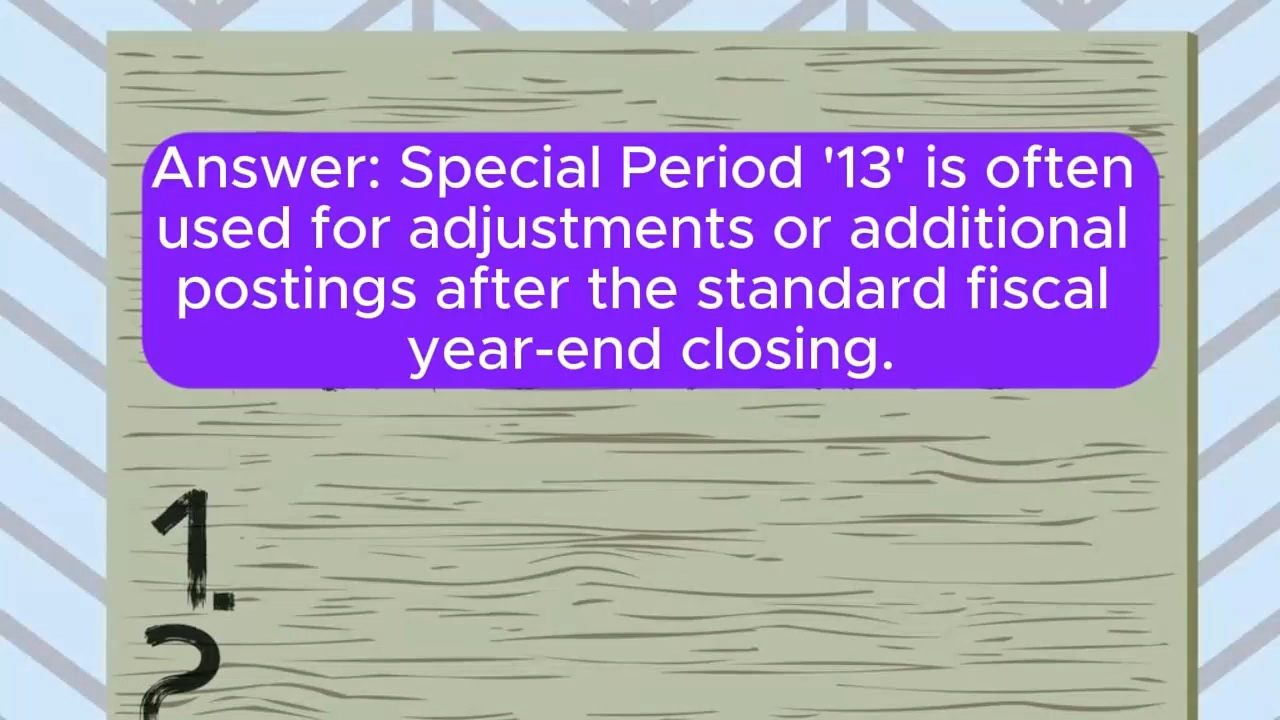 Answer: Special Period '13' is often
used for adjustments or additional
postings after the standard fiscal
year-end closing.
1.
2